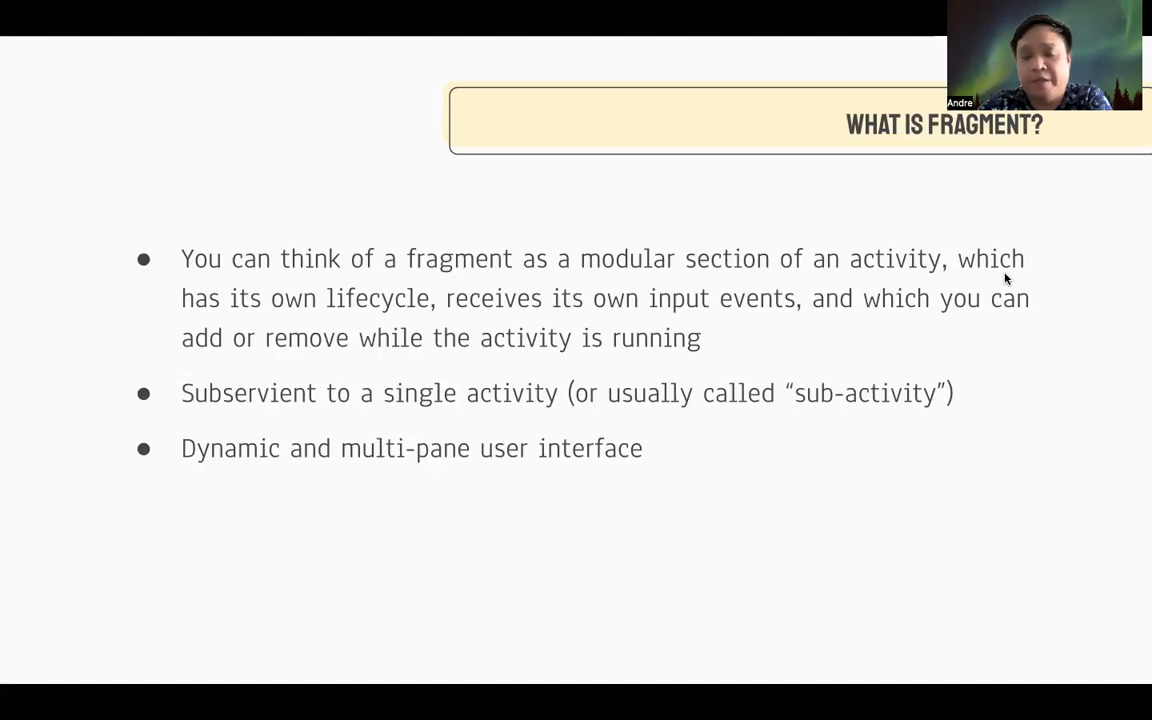 Andre
WHAT IS FRAGMENT?
● You can think of a fragment as a modular section of an activity, which
has its own lifecycle, receives its own input events, and which you can
add or remove while the activity is running
● Subservient to a single activity (or usually called “sub-activity”)
● Dynamic and multi-pane user interface